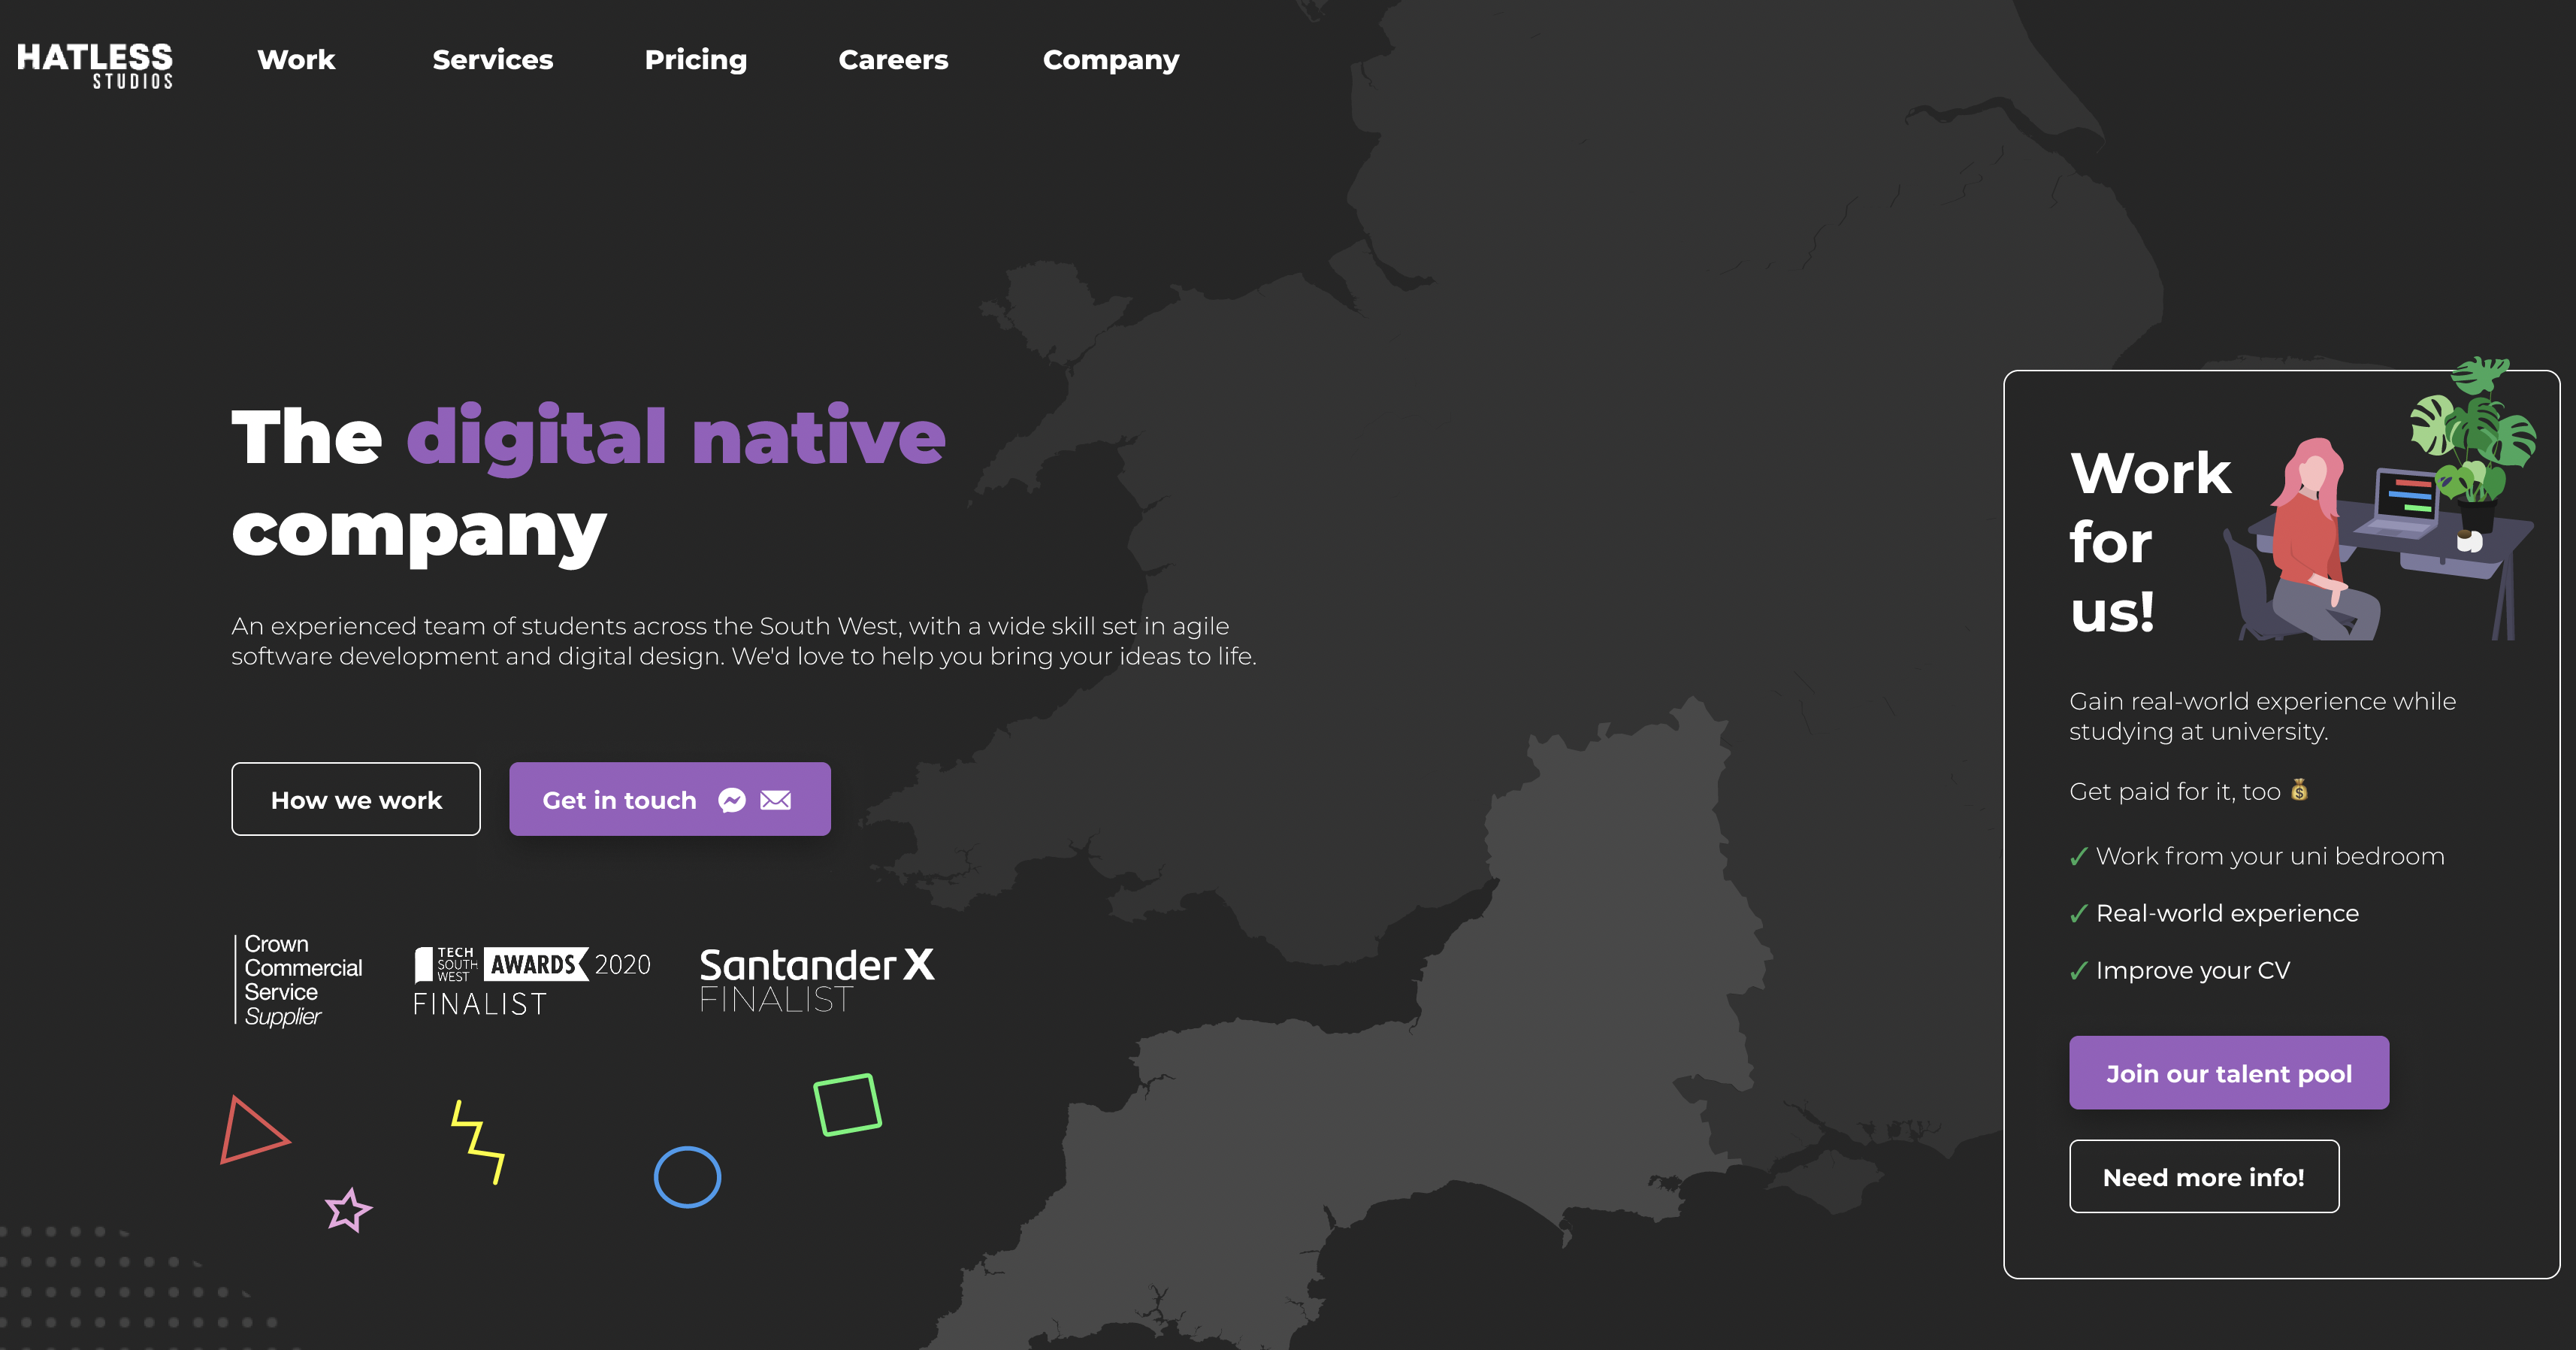 HATLESS
STUDIOS
Work
Services
Pricing
Careers
Company
The digital native
company
An experienced team of students across the South West, with a wide skill set in agile
software development and digital design. We'd love to help you bring your ideas to life.
How we work
Get in touch
Crown
Commercial
Service
Supplier
TECH
SOUTH
WEST
AWARDS 2020
FINALIST
Santander X
FINALIST
Work
for
us!
Gain real-world experience while
studying at university.
Get paid for it, too 💰
✓ Work from your uni bedroom
✓ Real-world experience
✓ Improve your CV
Join our talent pool
Need more info!